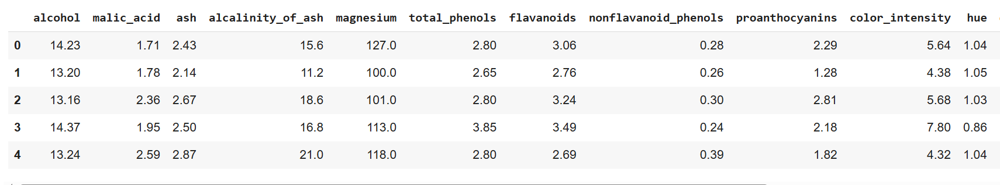 alcohol malic_acid ash alcalinity_of_ash magnesium total_phenols flavanoids nonflavanoid_phenols proanthocyanins color_intensity hue
0 14.23 1.71 2.43 15.6 127.0 2.80 3.06 0.28 2.29 5.64 1.04
1 13.20 1.78 2.14 11.2 100.0 2.65 2.76 0.26 1.28 4.38 1.05
2 13.16 2.36 2.67 18.6 101.0 2.80 3.24 0.30 2.81 5.68 1.03
3 14.37 1.95 2.50 16.8 113.0 3.85 3.49 0.24 2.18 7.80 0.86
4 13.24 2.59 2.87 21.0 118.0 2.80 2.69 0.39 1.82 4.32 1.04